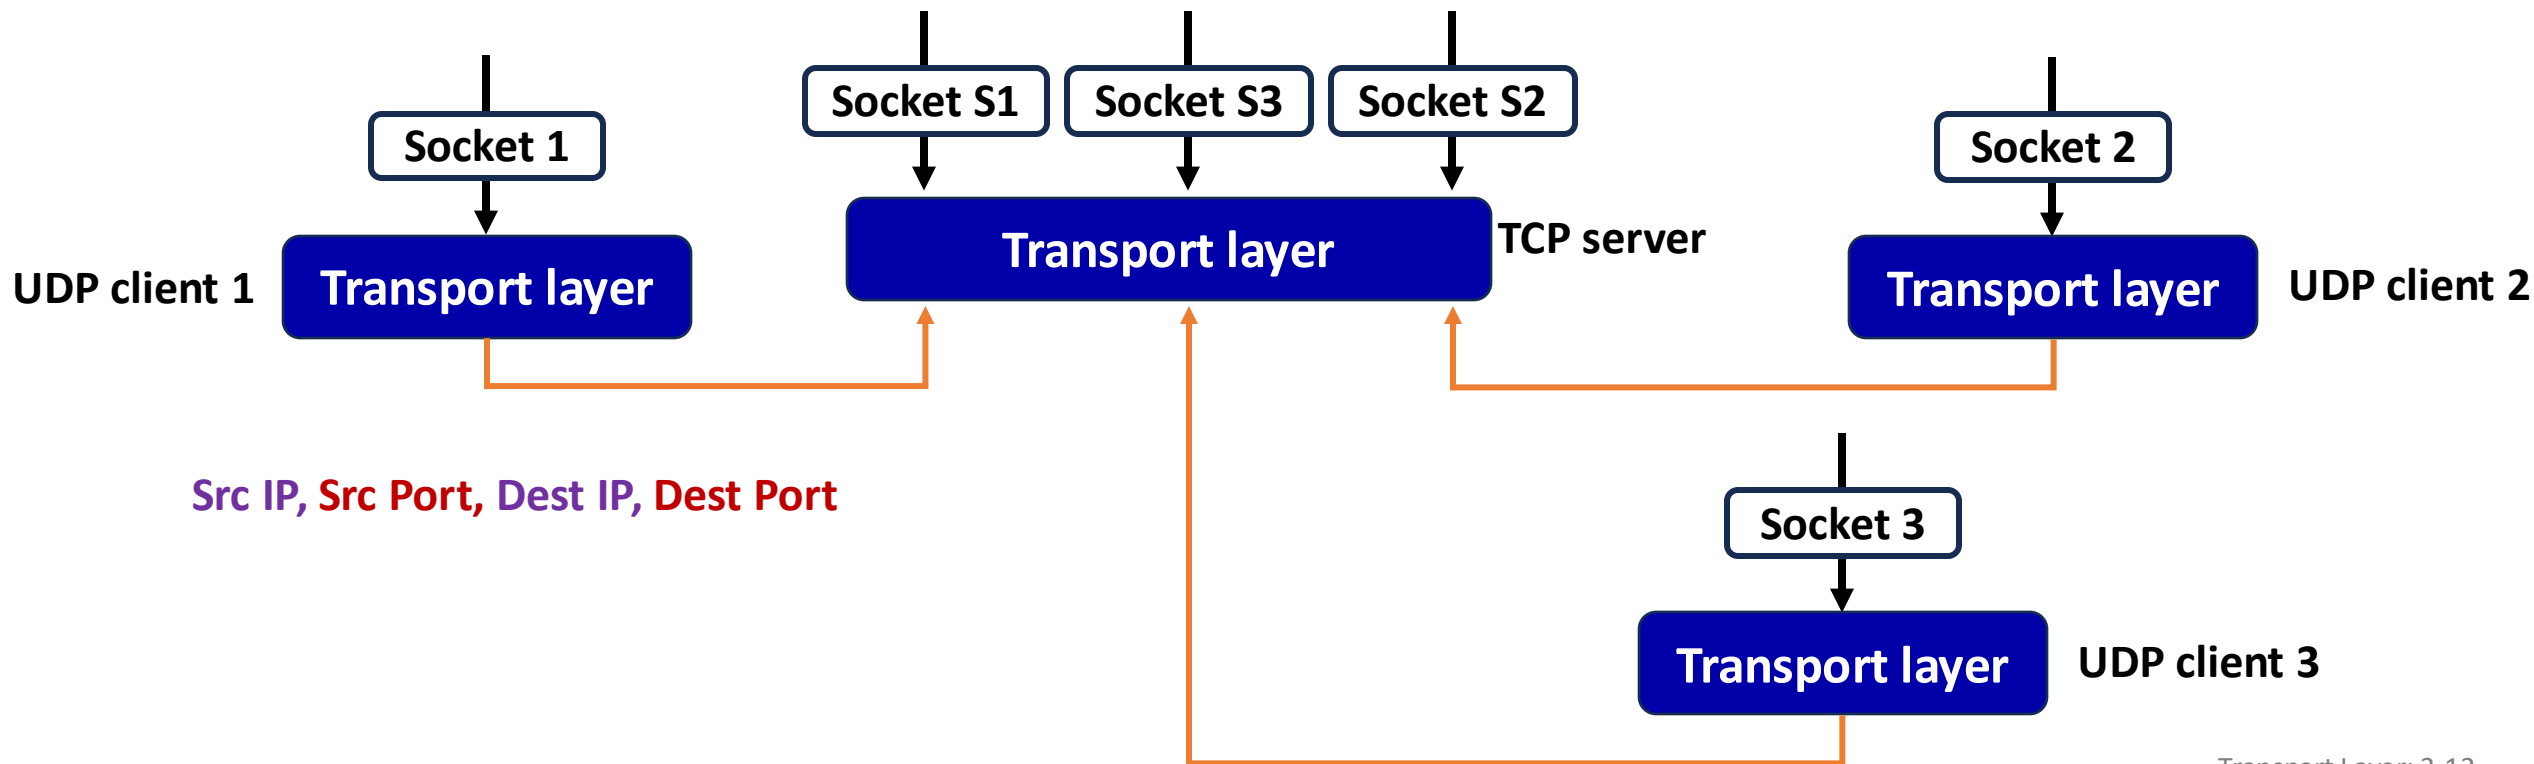 Socket S1
Socket S3
Socket S2
Socket 1
Socket 2
Transport layer
TCP server
UDP client 1
Transport layer
Transport layer
UDP client 2
Src IP, Src Port, Dest IP, Dest Port
Socket 3
Transport layer
UDP client 3